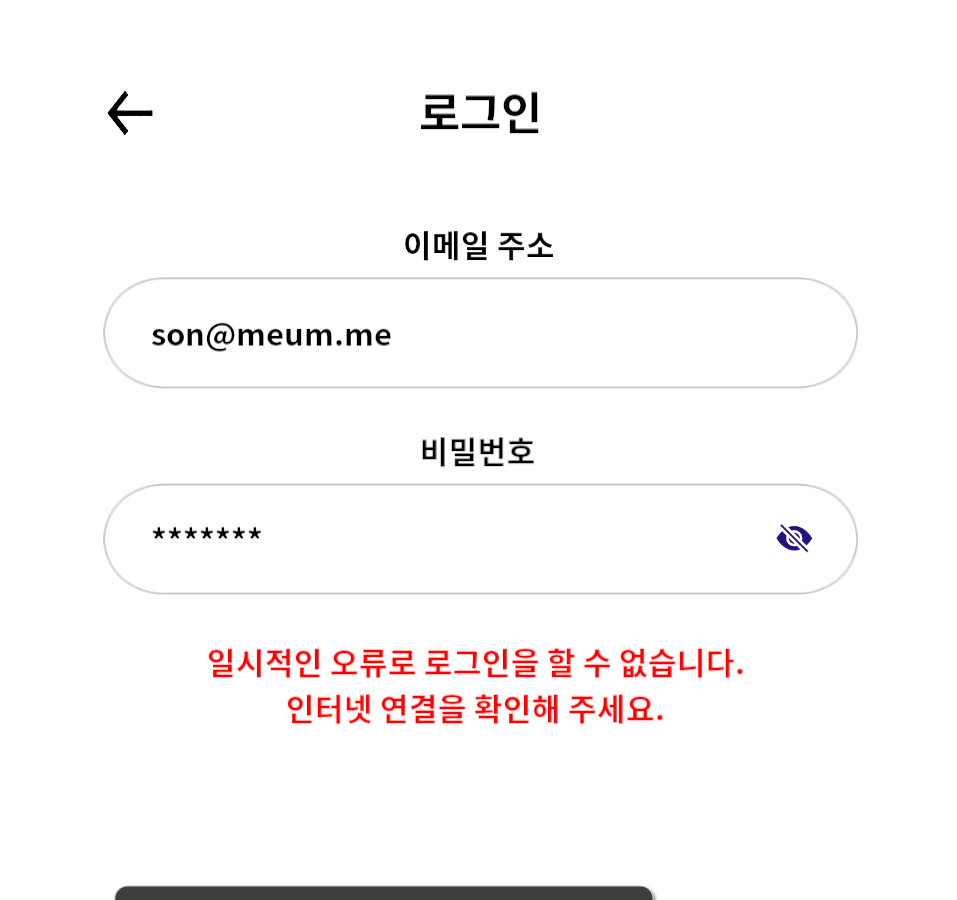 로그인
이메일 주소
son@meum.me
비밀번호
*******
일시적인 오류로 로그인을 할 수 없습니다.
인터넷 연결을 확인해 주세요.